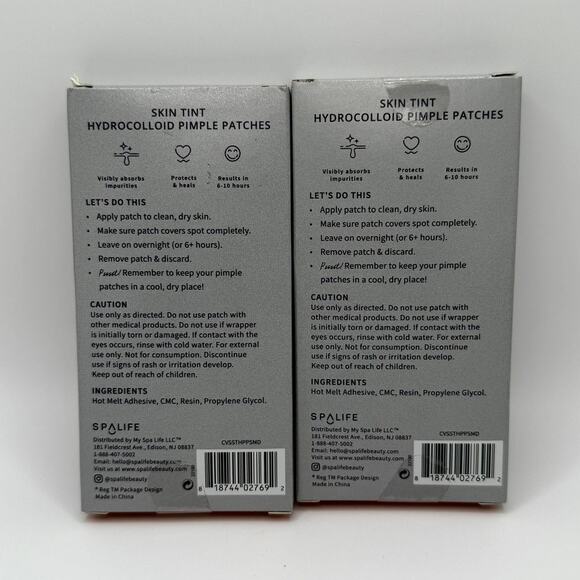 SKIN TINT
HYDROCOLLOID PIMPLE PATCHES
Visibly absorbs
impurities
Protects
& heals
Results in
6-10 hours
LET'S DO THIS
• Apply patch to clean, dry skin.
• Make sure patch covers spot completely.
• Leave on overnight (or 6+ hours).
• Remove patch & discard.
• Pssst! Remember to keep your pimple
patches in a cool, dry place!
CAUTION
Use only as directed. Do not use patch with
other medical products. Do not use if wrapper
is initially torn or damaged. If contact with the
eyes occurs, rinse with cold water. For external
use only. Not for consumption. Discontinue
use if signs of rash or irritation develop.
Keep out of reach of children.
INGREDIENTS
Hot Melt Adhesive, CMC, Resin, Propylene Glycol.
SPALIFE
Distributed by My Spa Life LLC™
181 Fieldcrest Ave., Edison, NJ 08837
1-888-407-5002
Email: hello@spalifebeauty.com
Visit us at www.spalifebeauty.com
@spalifebeauty
* Reg TM Package Design
Made in China
CVSSTHPPSMD
8 18744 02769 2
SKIN TINT
HYDROCOLLOID PIMPLE PATCHES
Visibly absorbs
impurities
Protects
& heals
Results in
6-10 hours
LET'S DO THIS
• Apply patch to clean, dry skin.
• Make sure patch covers spot completely.
• Leave on overnight (or 6+ hours).
• Remove patch & discard.
• Pssst! Remember to keep your pimple
patches in a cool, dry place!
CAUTION
Use only as directed. Do not use patch with
other medical products. Do not use if wrapper
is initially torn or damaged. If contact with the
eyes occurs, rinse with cold water. For external
use only. Not for consumption. Discontinue
use if signs of rash or irritation develop.
Keep out of reach of children.
INGREDIENTS
Hot Melt Adhesive, CMC, Resin, Propylene Glycol.
SPALIFE
Distributed by My Spa Life LLC™
181 Fieldcrest Ave., Edison, NJ 08837
1-888-407-5002
Email: hello@spalifebeauty.com
Visit us at www.spalifebeauty.com
@spalifebeauty
* Reg TM Package Design
Made in China
CVSSTHPPSMD
8 18744 02769 2